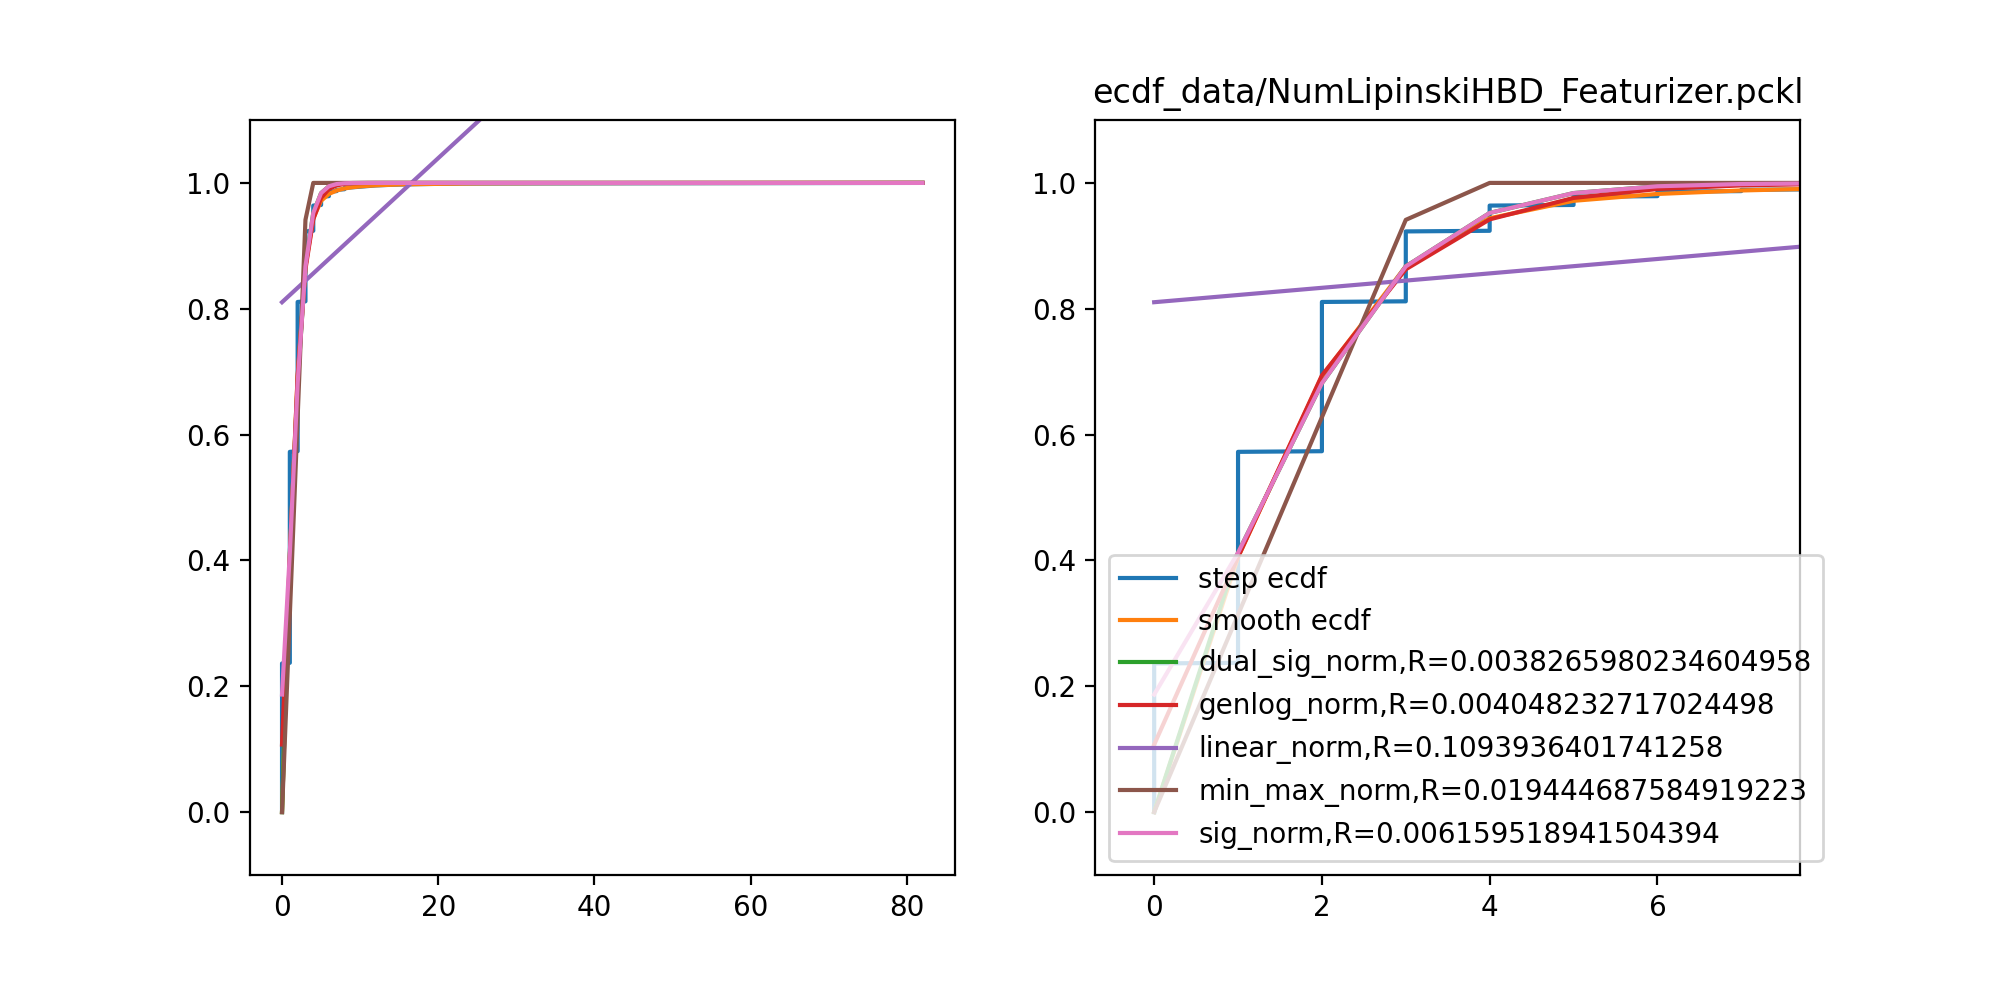 ecdf_data/NumLipinskiHBD_Featurizer.pckl
1.0
0.8
0.6
0.4
0.2
0.0
0 20 40 60 80
1.0
0.8
0.6
0.4
0.2
0.0
step ecdf
smooth ecdf
dual_sig_norm,R=0.0038265980234604958
genlog_norm,R=0.004048232717024498
linear_norm,R=0.1093936401741258
min_max_norm,R=0.019444687584919223
sig_norm,R=0.006159518941504394
0 2 4 6